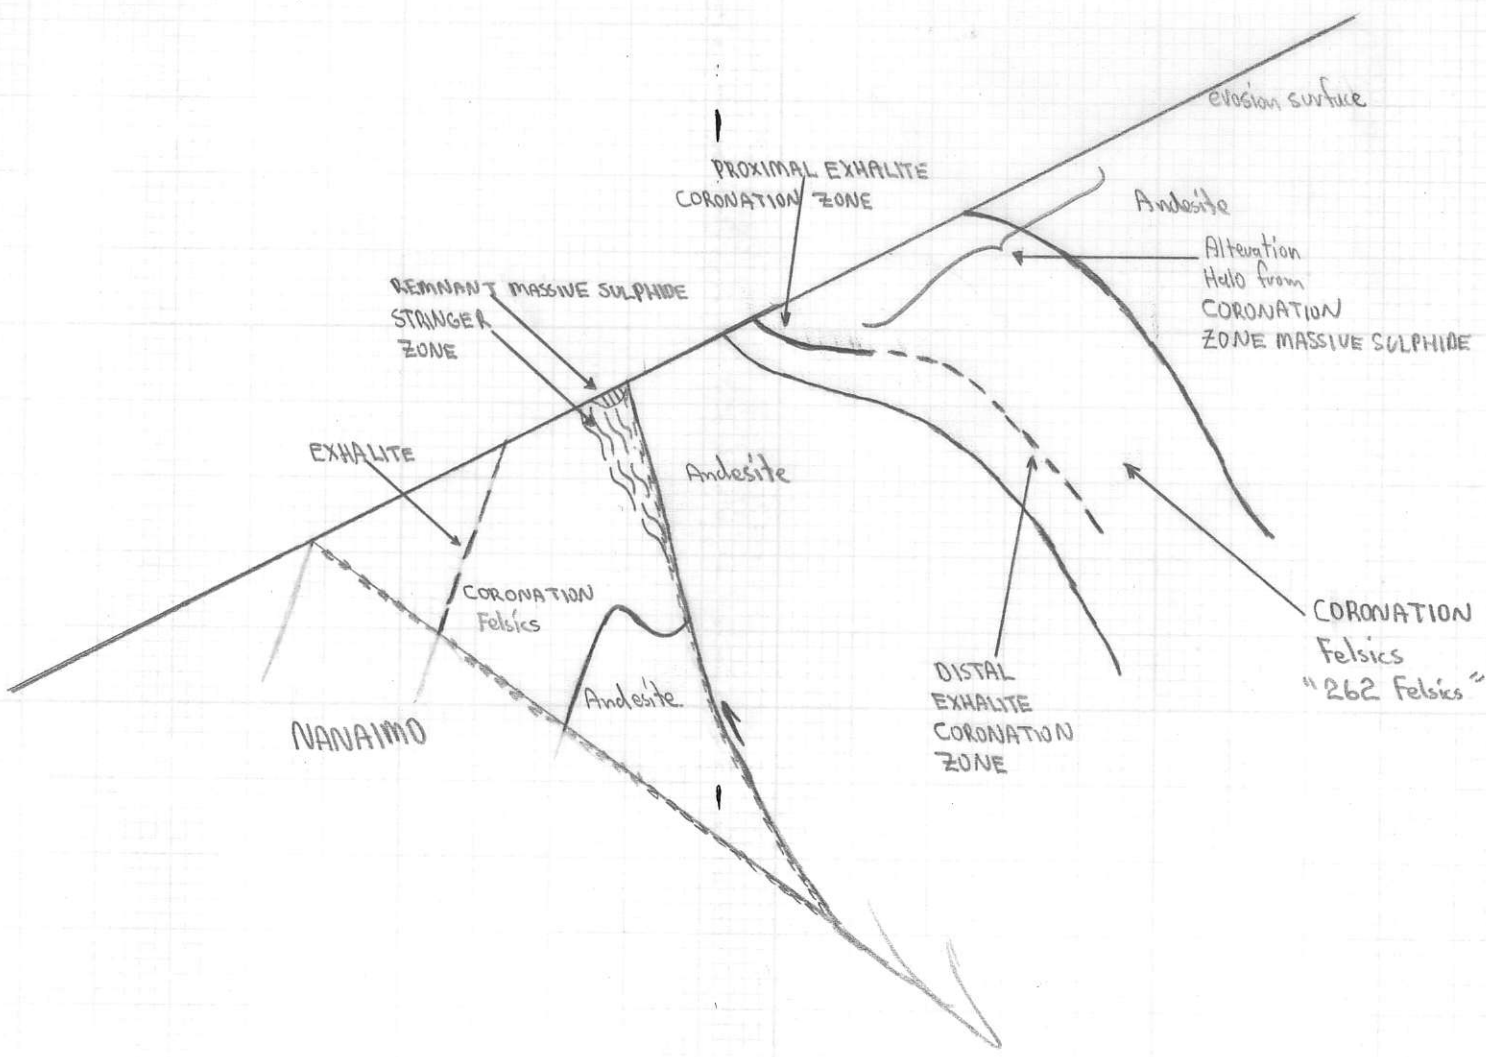 erosion surface
PROXIMAL EXHALITE
CORONATION ZONE
Andesite
Alteration
Halo from
CORONATION
ZONE MASSIVE SULPHIDE
REMNANT MASSIVE SULPHIDE
STRINGER
ZONE
EXHALITE
Andesite
CORONATION
Felsics
Andesite
NANAIMO
DISTAL
EXHALITE
CORONATION
ZONE
CORONATION
Felsics
"262 Felsics"